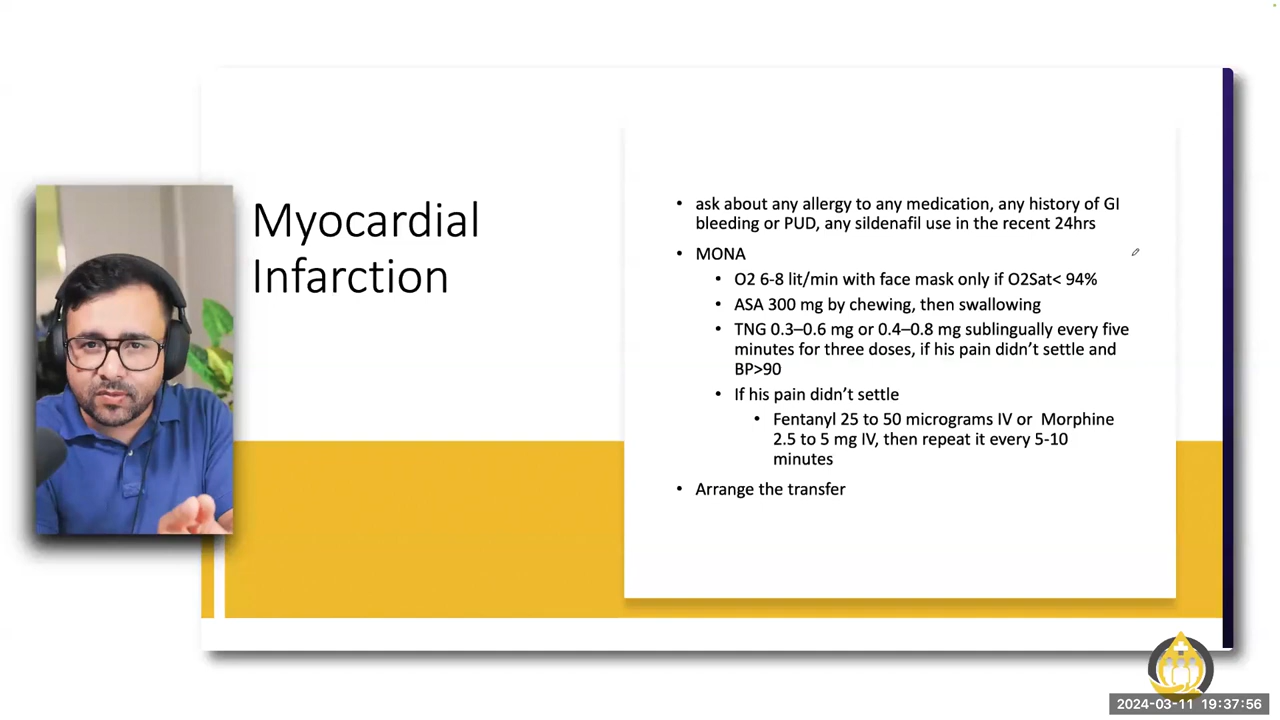 Myocardial
Infarction
• ask about any allergy to any medication, any history of GI
bleeding or PUD, any sildenafil use in the recent 24hrs
• MONA
• O2 6-8 lit/min with face mask only if O2Sat< 94%
• ASA 300 mg by chewing, then swallowing
• TNG 0.3–0.6 mg or 0.4–0.8 mg sublingually every five
minutes for three doses, if his pain didn’t settle and
BP>90
• If his pain didn’t settle
• Fentanyl 25 to 50 micrograms IV or Morphine
2.5 to 5 mg IV, then repeat it every 5-10
minutes
• Arrange the transfer
2024-03-11 19:37:56